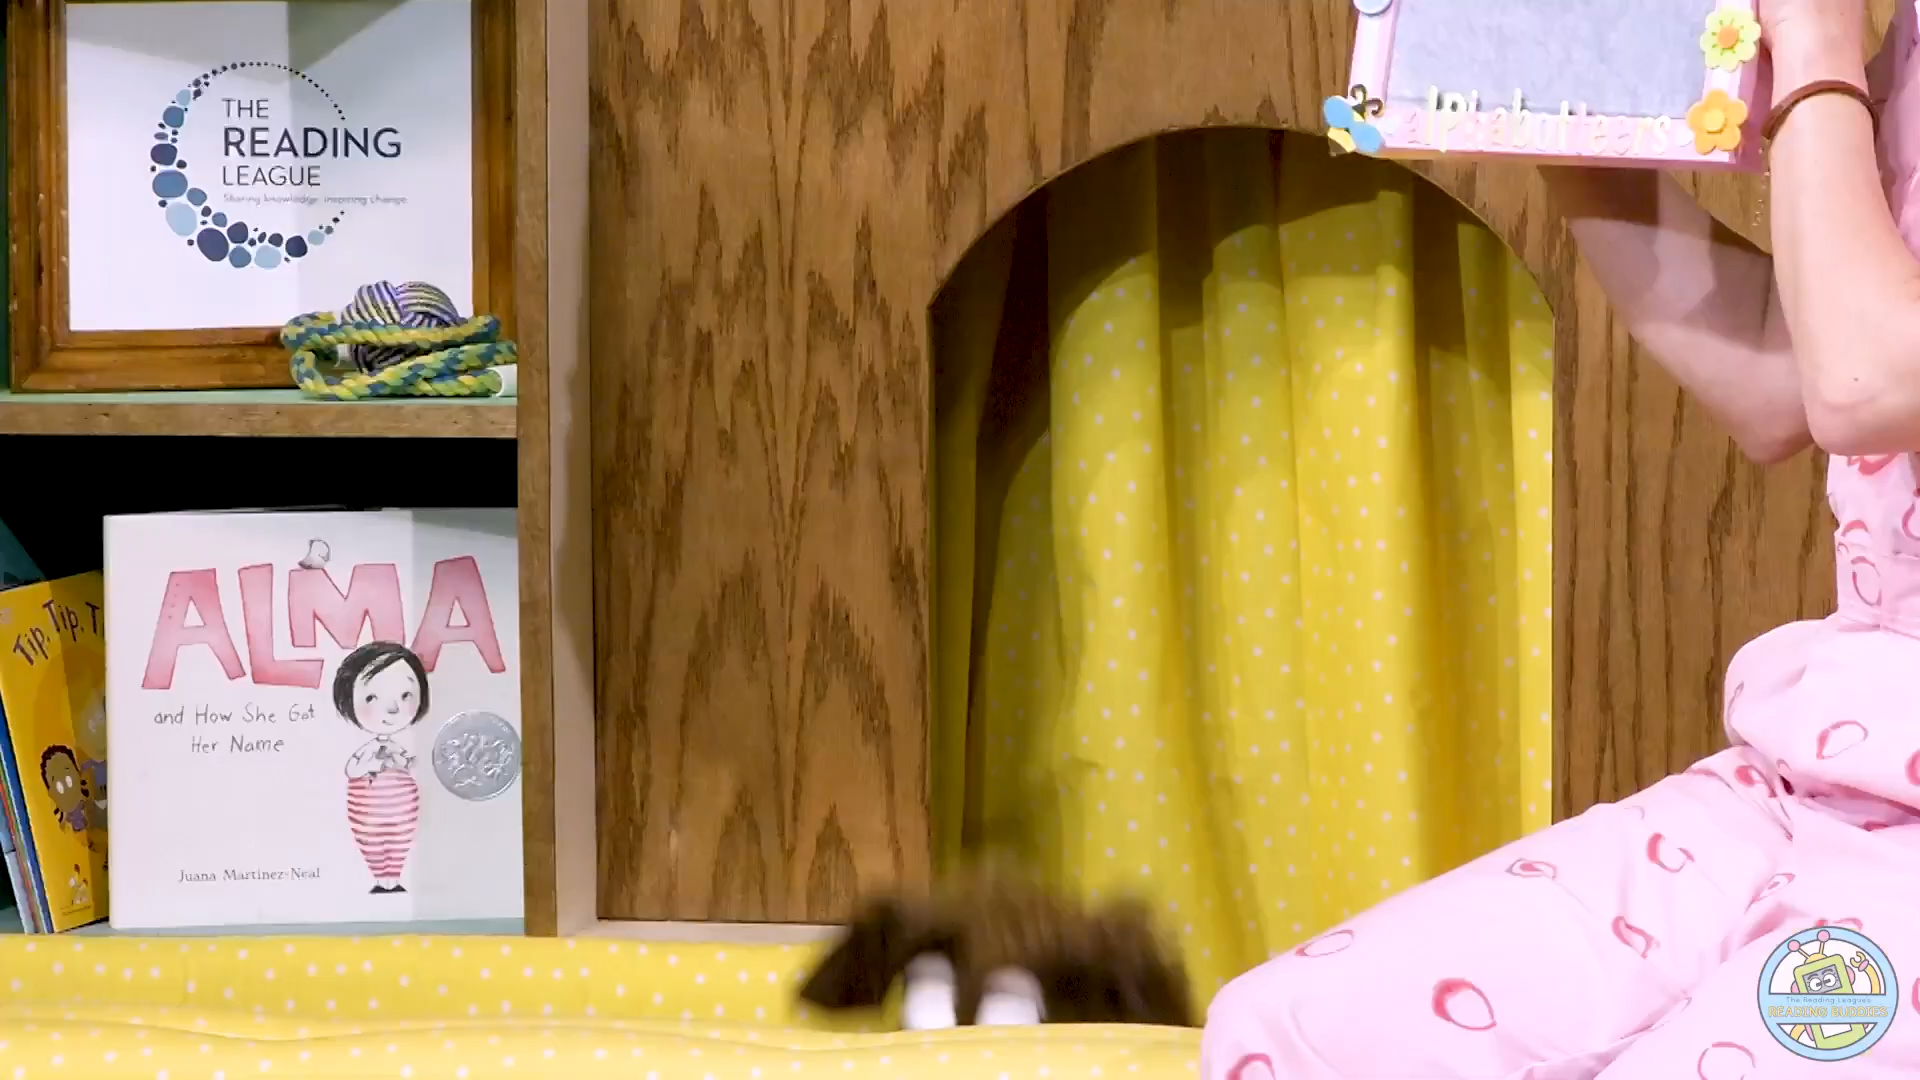 THE
READING
LEAGUE
Sharing knowledge. Inspiring change.
alphabetteers
ALMA
and How She Got
Her Name
Juana Martinez-Neal
Tip, Tip, T
The Reading League's
READING BUDDIES